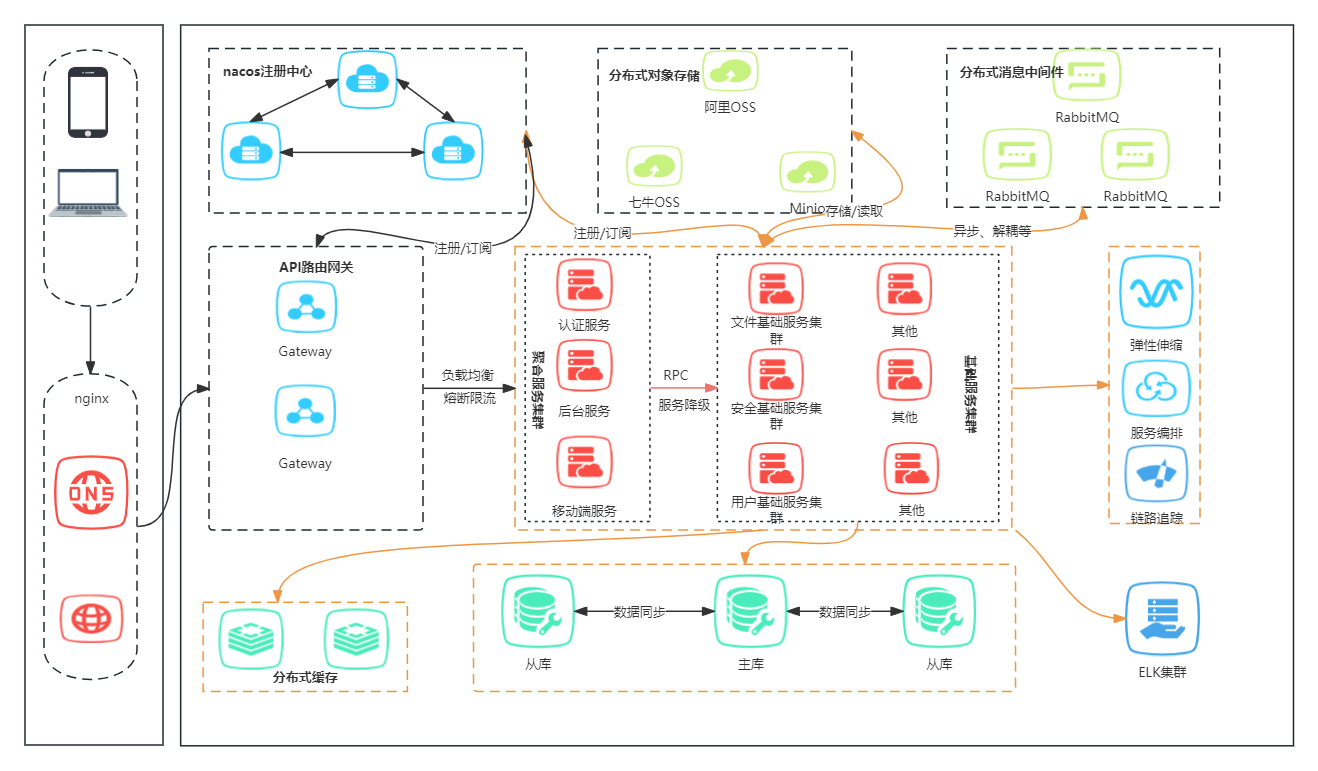 nacos注册中心
分布式对象存储
阿里OSS
七牛OSS
Minio存储/读取
分布式消息中间件
RabbitMQ
RabbitMQ
RabbitMQ
注册/订阅
注册/订阅
异步、解耦等
nginx
DNS
API路由网关
Gateway
Gateway
负载均衡
熔断限流
聚合服务集群
认证服务
后台服务
移动端服务
RPC
服务降级
文件基础服务集
群
安全基础服务集
群
用户基础服务集
群
其他
其他
其他
基础服务集群
弹性伸缩
服务编排
链路追踪
分布式缓存
从库
数据同步
主库
数据同步
从库
ELK集群